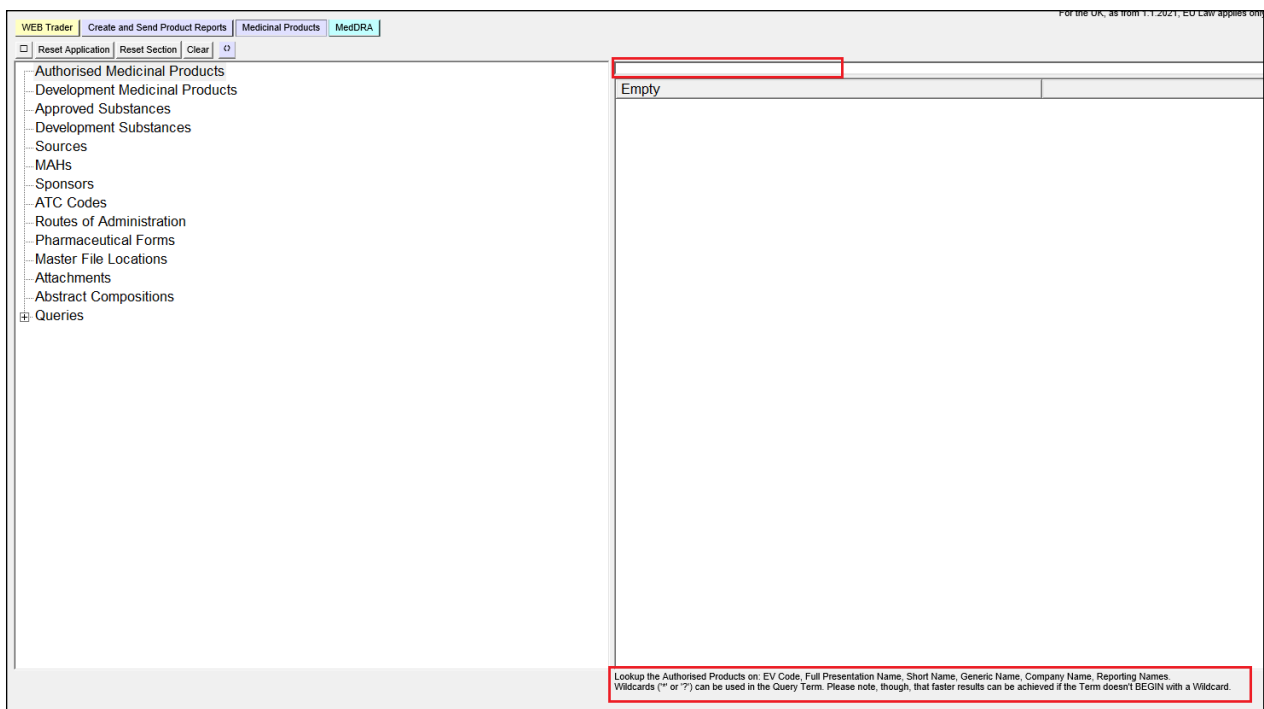 For the UK, as from 1.1.2021, EU Law applies only
WEB Trader Create and Send Product Reports Medicinal Products MedDRA
Reset Application Reset Section Clear
Authorised Medicinal Products
Development Medicinal Products
Empty
Approved Substances
Development Substances
Sources
MAHs
Sponsors
ATC Codes
Routes of Administration
Pharmaceutical Forms
Master File Locations
Attachments
Abstract Compositions
Queries
Lookup the Authorised Products on: EV Code, Full Presentation Name, Short Name, Generic Name, Company Name, Reporting Names.
Wildcards ('*' or '?') can be used in the Query Term. Please note, though, that faster results can be achieved if the Term doesn't BEGIN with a Wildcard.